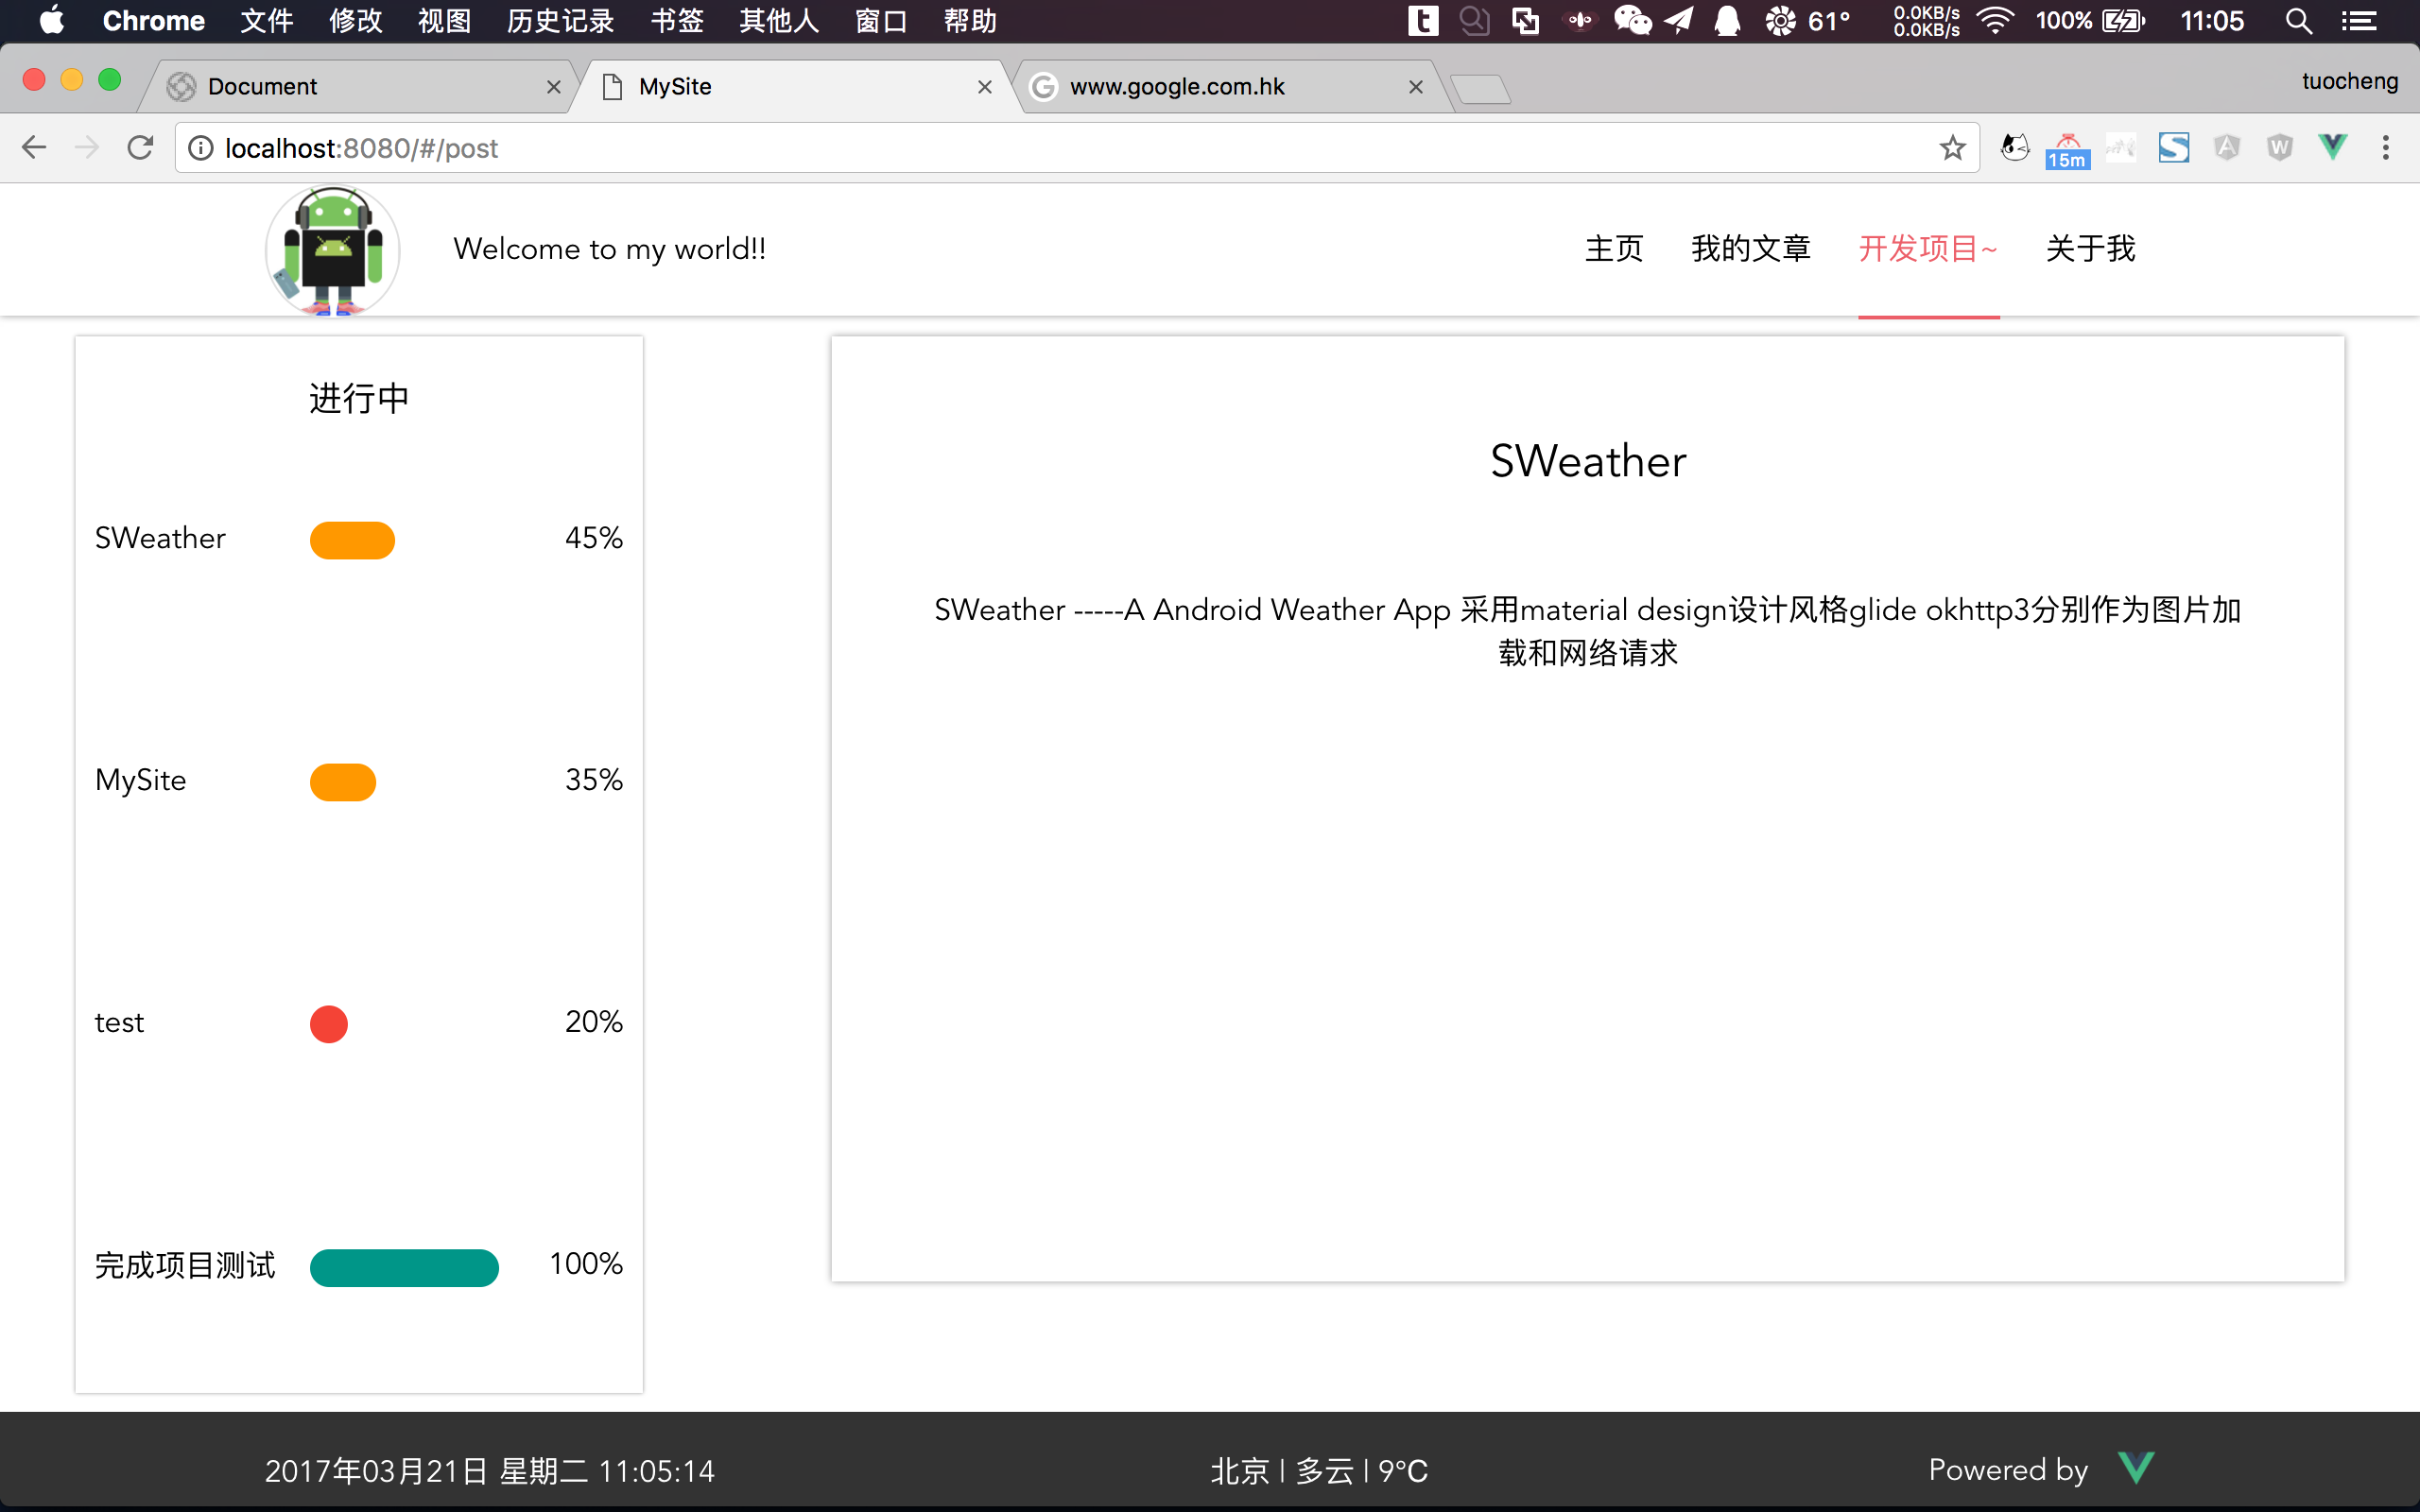 Chrome 文件 修改 视图 历史记录 书签 其他人 窗口 帮助 61° 0.0KB/s 0.0KB/s 100% 11:05
Document MySite www.google.com.hk tuocheng
localhost:8080/#/post 15m
Welcome to my world!! 主页 我的文章 开发项目~ 关于我
进行中
SWeather 45%
MySite 35%
test 20%
完成项目测试 100%
SWeather
SWeather -----A Android Weather App 采用material design设计风格glide okhttp3分别作为图片加
载和网络请求
2017年03月21日 星期二 11:05:14 北京 | 多云 | 9℃ Powered by